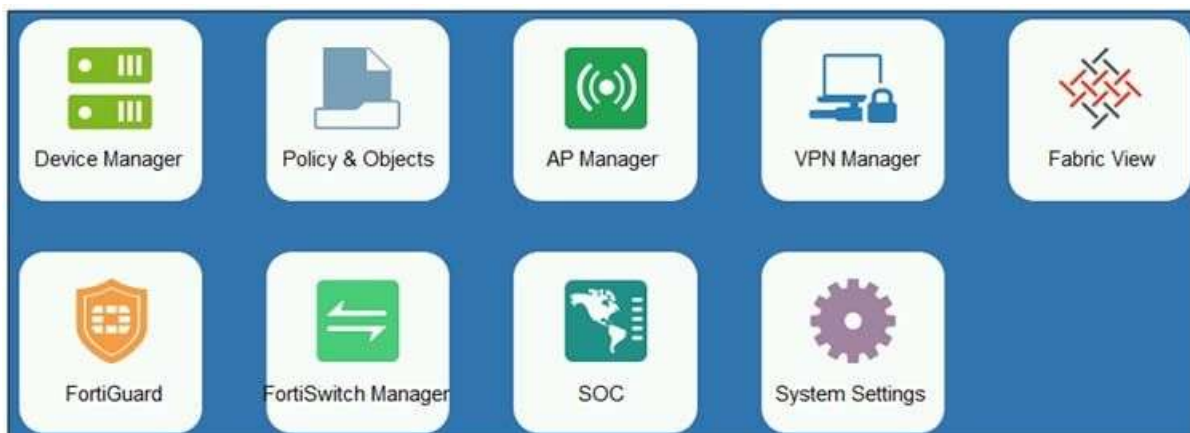 Device Manager
Policy & Objects
AP Manager
VPN Manager
Fabric View
FortiGuard
FortiSwitch Manager
SOC
System Settings